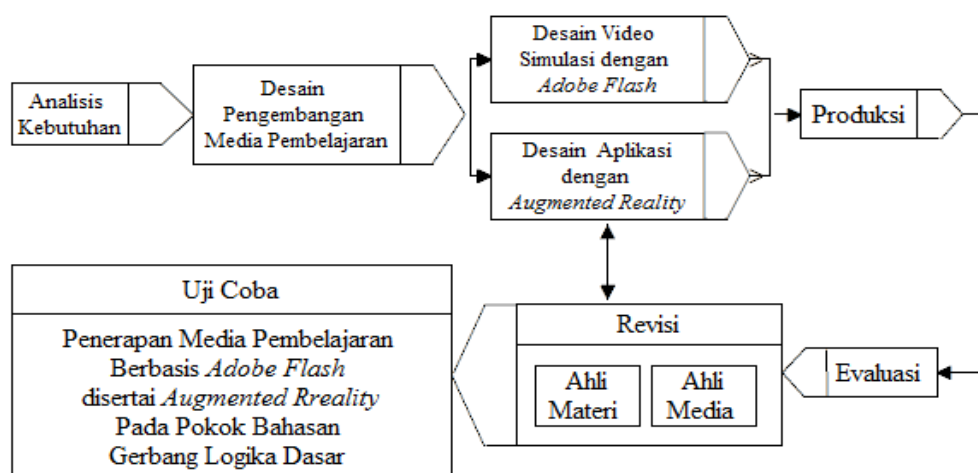 Analisis
Kebutuhan
Desain
Pengembangan
Media Pembelajaran
Desain Video
Simulasi dengan
Adobe Flash
Desain Aplikasi
dengan
Augmented Reality
Produksi
Evaluasi
Revisi
Ahli
Materi
Ahli
Media
Uji Coba
Penerapan Media Pembelajaran
Berbasis Adobe Flash
disertai Augmented Rreality
Pada Pokok Bahasan
Gerbang Logika Dasar